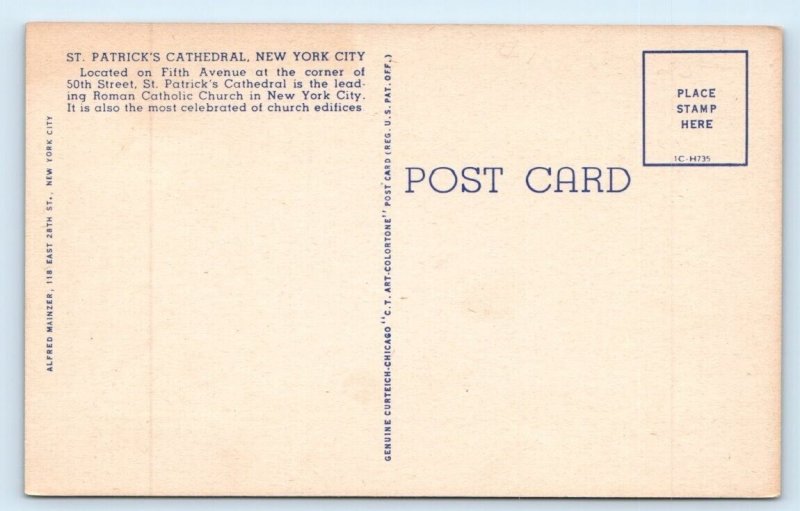 ST. PATRICK'S CATHEDRAL, NEW YORK CITY
Located on Fifth Avenue at the corner of
50th Street, St. Patrick's Cathedral is the lead-
ing Roman Catholic Church in New York City.
It is also the most celebrated of church edifices
ALFRED MAINZER, 118 EAST 28TH ST., NEW YORK CITY
GENUINE CURTEICH-CHICAGO "C.T. ART-COLORTONE" POST CARD (REG. U.S. PAT. OFF.)
POST CARD
PLACE
STAMP
HERE
1C-H735